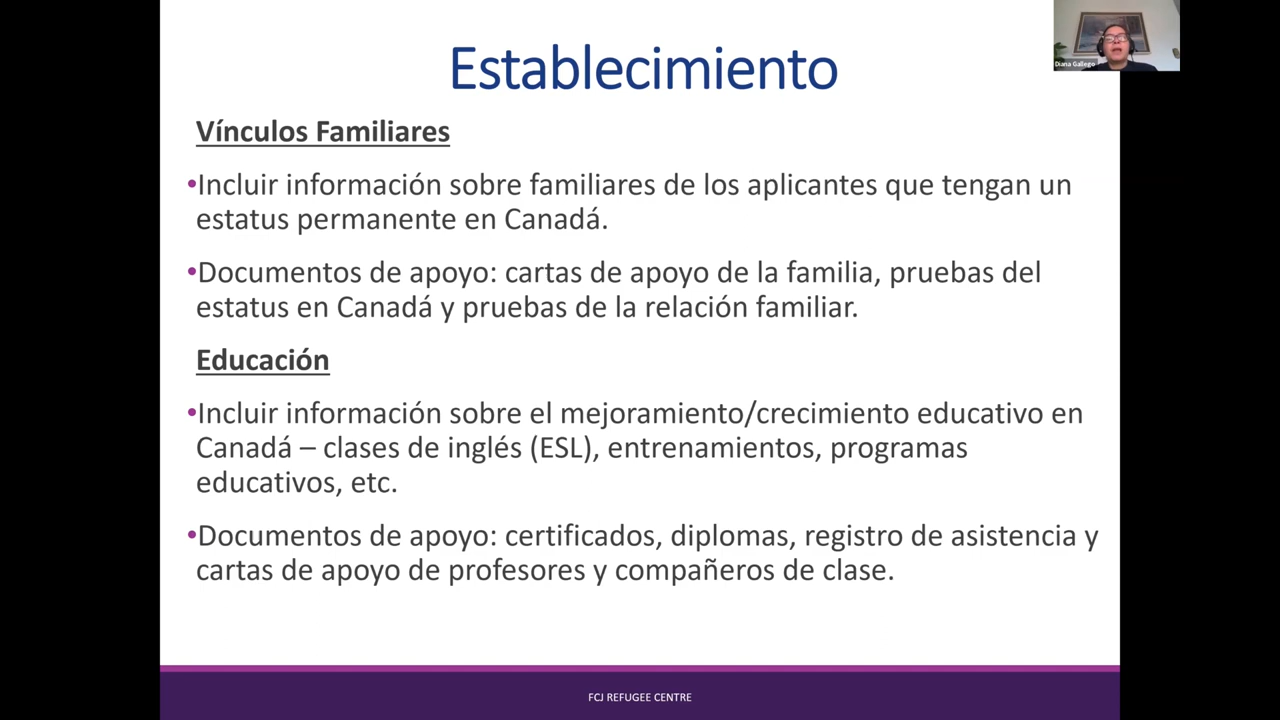 Establecimiento
Diana Gallego
Vínculos Familiares
•Incluir información sobre familiares de los aplicantes que tengan un
estatus permanente en Canadá.
•Documentos de apoyo: cartas de apoyo de la familia, pruebas del
estatus en Canadá y pruebas de la relación familiar.
Educación
•Incluir información sobre el mejoramiento/crecimiento educativo en
Canadá – clases de inglés (ESL), entrenamientos, programas
educativos, etc.
•Documentos de apoyo: certificados, diplomas, registro de asistencia y
cartas de apoyo de profesores y compañeros de clase.
FCJ REFUGEE CENTRE